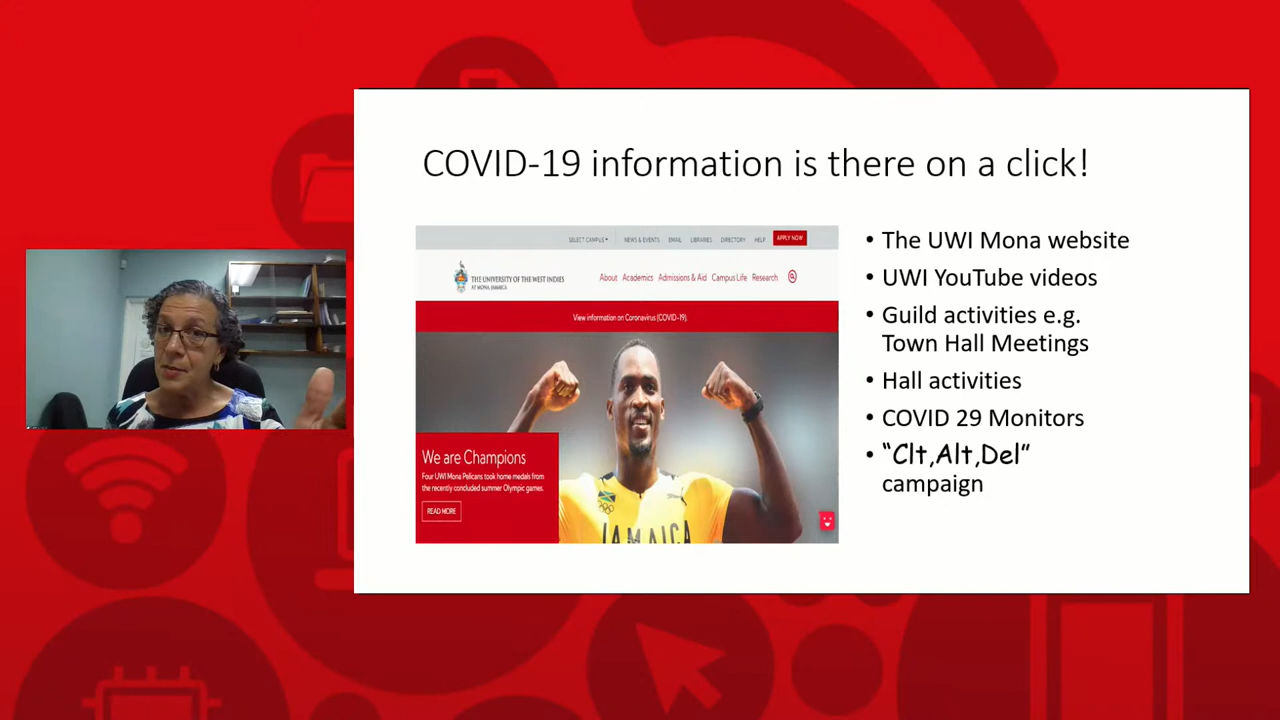 COVID-19 information is there on a click!
SELECT CAMPUS NEWS & EVENTS EMAIL LIBRARIES DIRECTORY HELP APPLY NOW
THE UNIVERSITY OF THE WEST INDIES
AT MONA, JAMAICA
About Academics Admissions & Aid Campus Life Research
View information on Coronavirus (COVID-19).
We are Champions
Four UWI Mona Pelicans took home medals from
the recently concluded summer Olympic games.
READ MORE
JAMAICA
• The UWI Mona website
• UWI YouTube videos
• Guild activities e.g.
Town Hall Meetings
• Hall activities
• COVID 29 Monitors
• “Clt,Alt,Del”
campaign